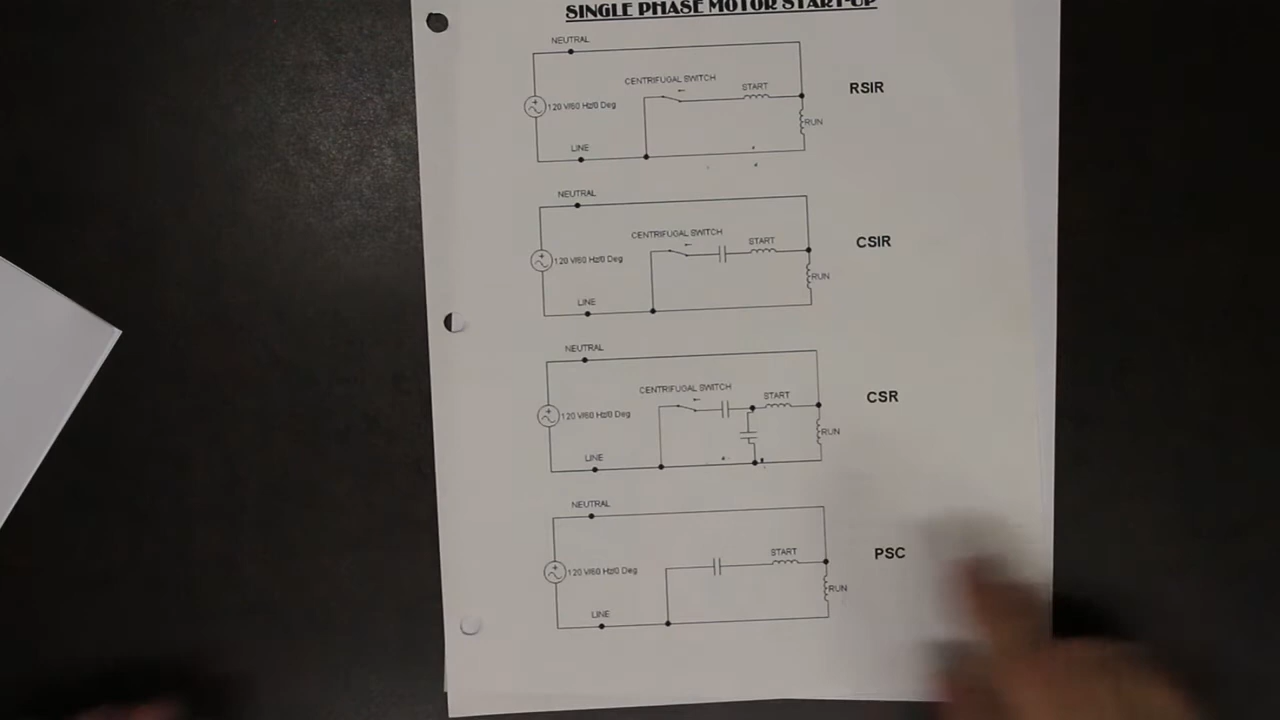 SINGLE PHASE MOTOR START-UP
NEUTRAL
CENTRIFUGAL SWITCH
START
RSIR
120 V/60 Hz/0 Deg
RUN
LINE
NEUTRAL
CENTRIFUGAL SWITCH
START
CSIR
120 V/60 Hz/0 Deg
RUN
LINE
NEUTRAL
CENTRIFUGAL SWITCH
START
CSR
120 V/60 Hz/0 Deg
RUN
LINE
NEUTRAL
START
PSC
120 V/60 Hz/0 Deg
RUN
LINE